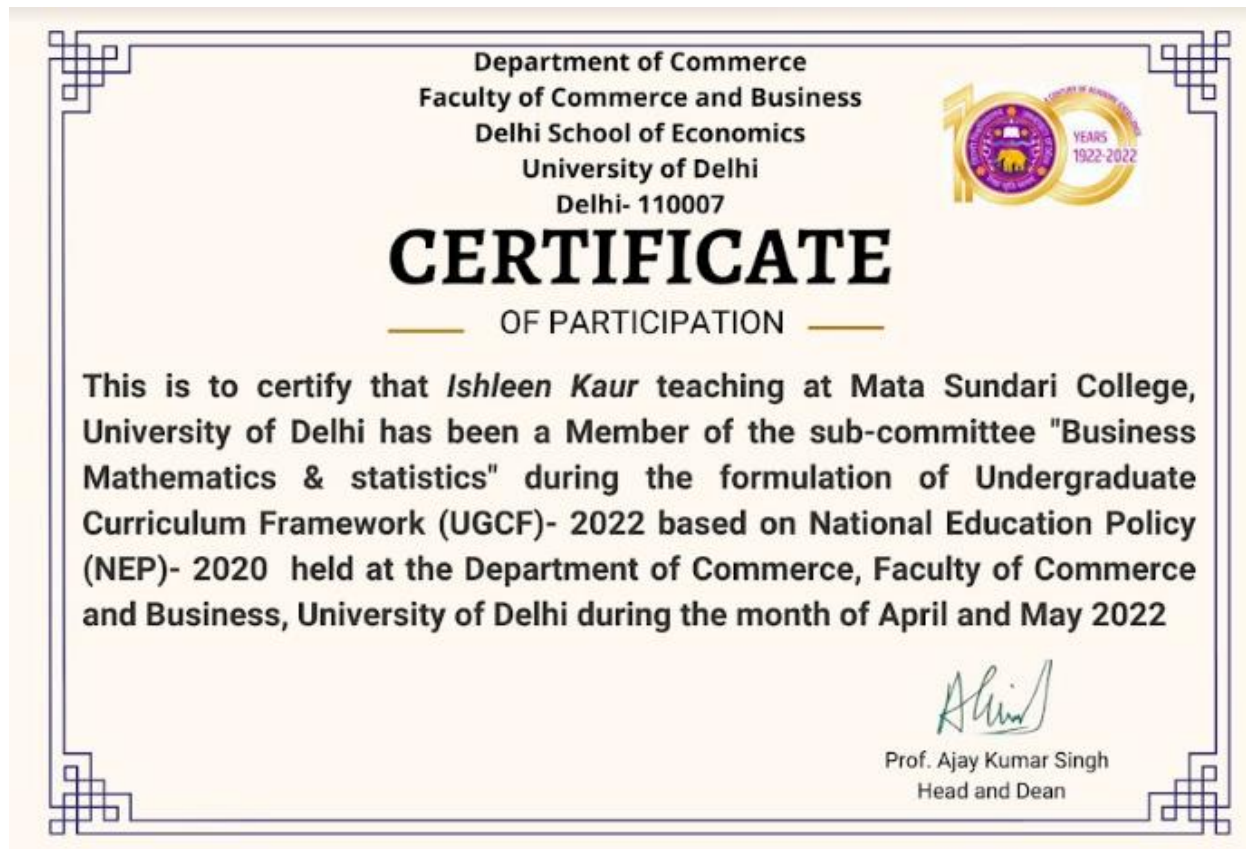 Department of Commerce
Faculty of Commerce and Business
Delhi School of Economics
University of Delhi
Delhi- 110007
A CENTURY OF ACADEMIC EXCELLENCE
YEARS
1922-2022
CERTIFICATE
OF PARTICIPATION
This is to certify that Ishleen Kaur teaching at Mata Sundari College,
University of Delhi has been a Member of the sub-committee "Business
Mathematics & statistics" during the formulation of Undergraduate
Curriculum Framework (UGCF)- 2022 based on National Education Policy
(NEP)- 2020 held at the Department of Commerce, Faculty of Commerce
and Business, University of Delhi during the month of April and May 2022
Prof. Ajay Kumar Singh
Head and Dean